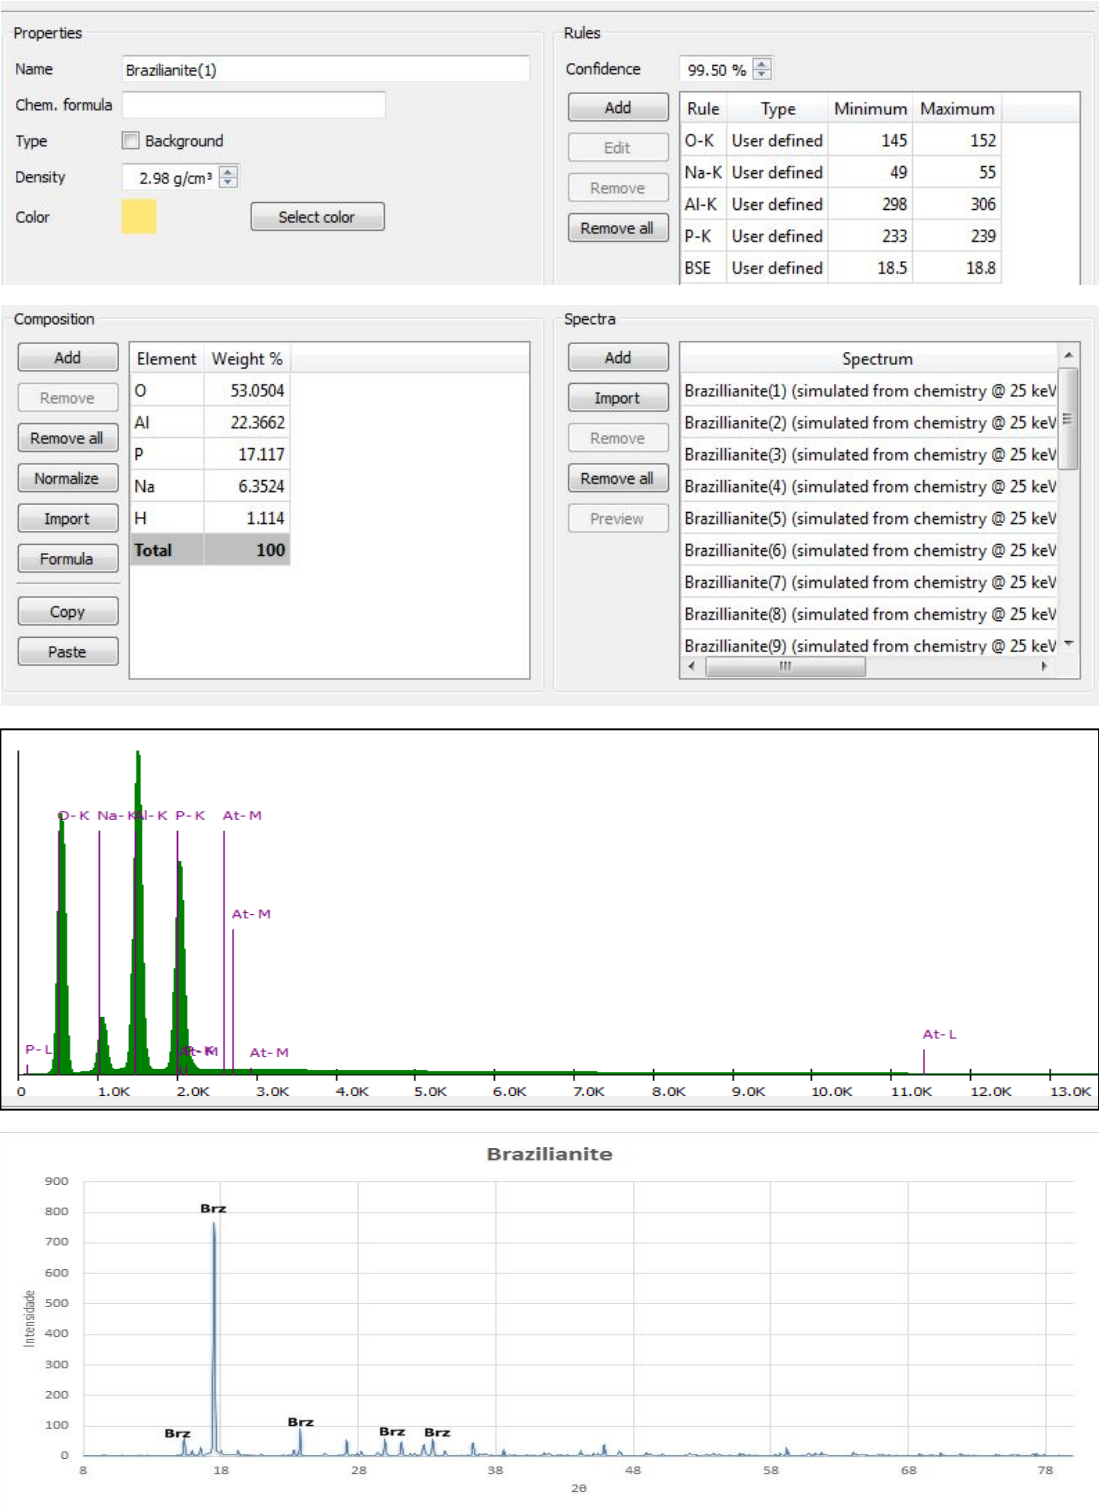 Properties
Name Brazilianite(1)
Chem. formula
Type Background
Density 2.98 g/cm³
Color Select color
Rules
Confidence 99.50 %
Add
Edit
Remove
Remove all
Rule Type Minimum Maximum
O-K User defined 145 152
Na-K User defined 49 55
Al-K User defined 298 306
P-K User defined 233 239
BSE User defined 18.5 18.8
Composition
Add
Remove
Remove all
Normalize
Import
Formula
Copy
Paste
Element Weight %
O 53.0504
Al 22.3662
P 17.117
Na 6.3524
H 1.114
Total 100
Spectra
Add
Import
Remove
Remove all
Preview
Spectrum
Brazillianite(1) (simulated from chemistry @ 25 keV
Brazillianite(2) (simulated from chemistry @ 25 keV
Brazillianite(3) (simulated from chemistry @ 25 keV
Brazillianite(4) (simulated from chemistry @ 25 keV
Brazillianite(5) (simulated from chemistry @ 25 keV
Brazillianite(6) (simulated from chemistry @ 25 keV
Brazillianite(7) (simulated from chemistry @ 25 keV
Brazillianite(8) (simulated from chemistry @ 25 keV
Brazillianite(9) (simulated from chemistry @ 25 keV
O-K Na-K Al-K P-K At-M
At-M
At-L
P-L At-M P-K At-M
0 1.0K 2.0K 3.0K 4.0K 5.0K 6.0K 7.0K 8.0K 9.0K 10.0K 11.0K 12.0K 13.0K
Brazilianite
900
800
700
600
500
400
300
200
100
0
Intensidade
Brz
Brz
Brz
Brz
Brz
8 18 28 38 48 58 68 78
2θ